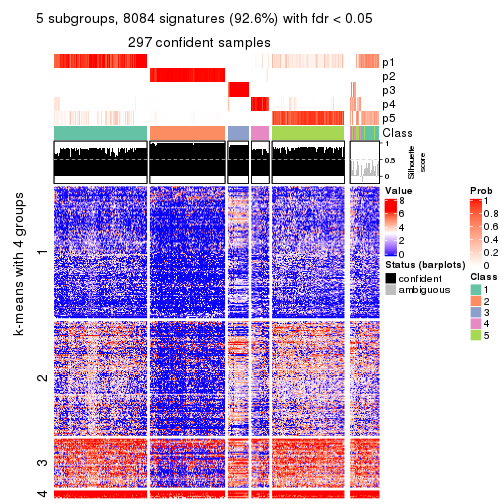 5 subgroups, 8084 signatures (92.6%) with fdr < 0.05
297 confident samples
p1
p2
p3
p4
p5
Class
1
0.5
0
Silhouette
score
k-means with 4 groups
1
2
3
4
Value
8
6
4
2
0
Status (barplots)
confident
ambiguous
Prob
1
0.8
0.6
0.4
0.2
0
Class
1
2
3
4
5